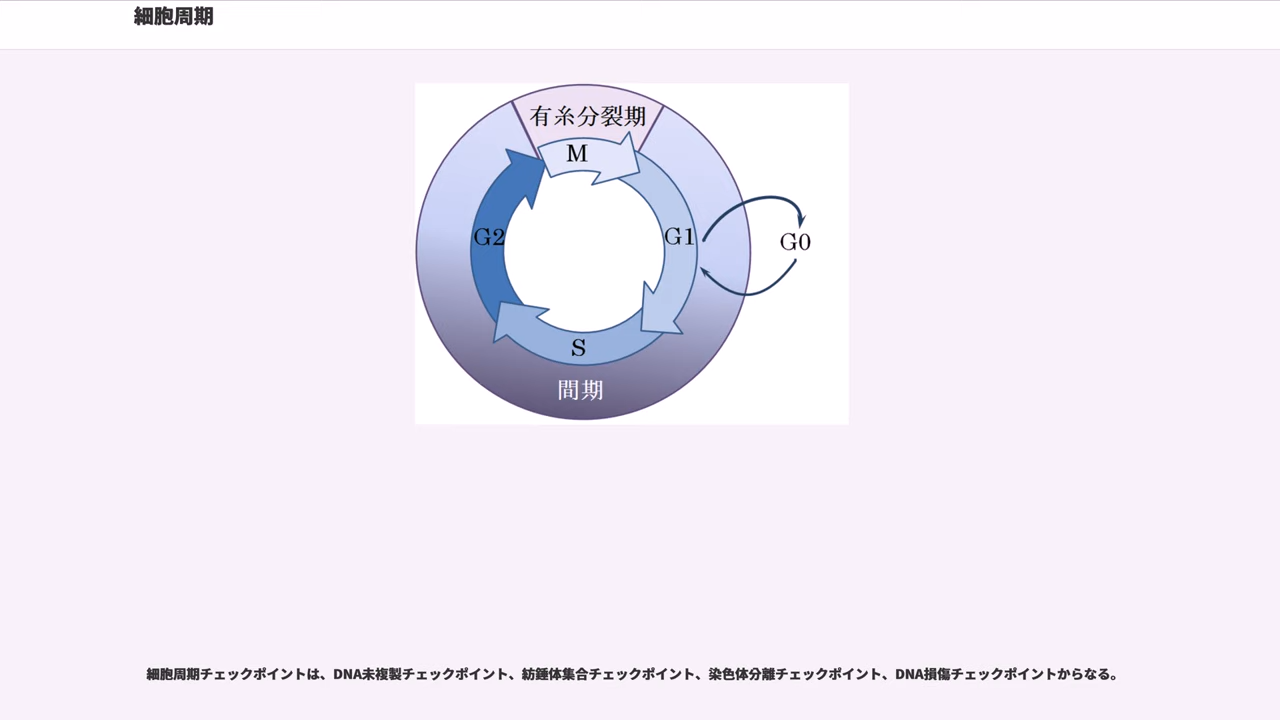 細胞周期
有糸分裂期
M
G2
G1
G0
S
間期
細胞周期チェックポイントは、DNA未複製チェックポイント、紡錘体集合チェックポイント、染色体分離チェックポイント、DNA損傷チェックポイントからなる。